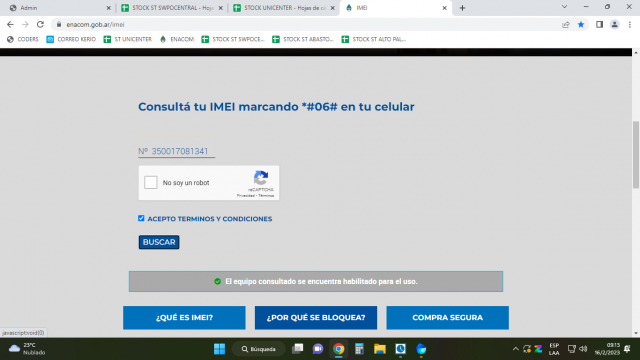 Admin
STOCK ST SWPOCENTRAL - Hoja
STOCK UNICENTER - Hojas de cá
IMEI
enacom.gob.ar/imei
CODERS
CORREO KERIO
ST UNICENTER
ENACOM
STOCK ST SWPOCE...
STOCK ST ABASTO...
STOCK ST ALTO PAL...
Consultá tu IMEI marcando *#06# en tu celular
Nº 350017081341
No soy un robot
reCAPTCHA
Privacidad - Términos
ACEPTO TERMINOS Y CONDICIONES
BUSCAR
El equipo consultado se encuentra habilitado para el uso.
¿QUÉ ES IMEI?
¿POR QUÉ SE BLOQUEA?
COMPRA SEGURA
javascript:void(0)
23°C
Nublado
Búsqueda
ESP
LAA
09:13
16/2/2023